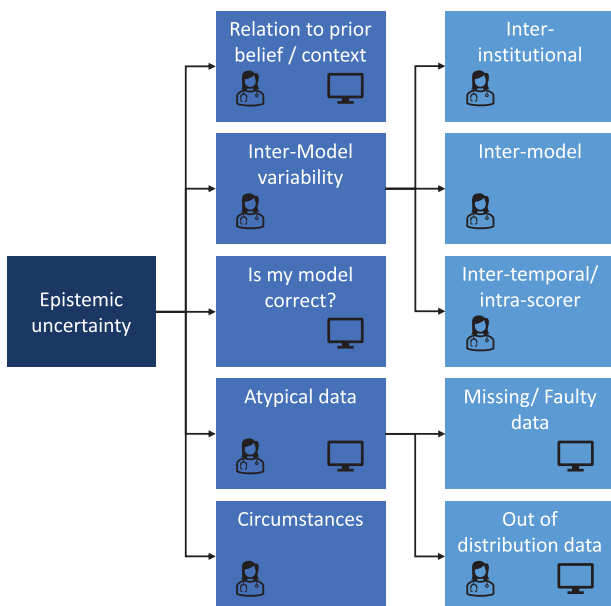 Epistemic
uncertainty
Relation to prior
belief / context
Inter-Model
variability
Is my model
correct?
Atypical data
Circumstances
Inter-
institutional
Inter-model
Inter-temporal/
intra-scorer
Missing/ Faulty
data
Out of
distribution data